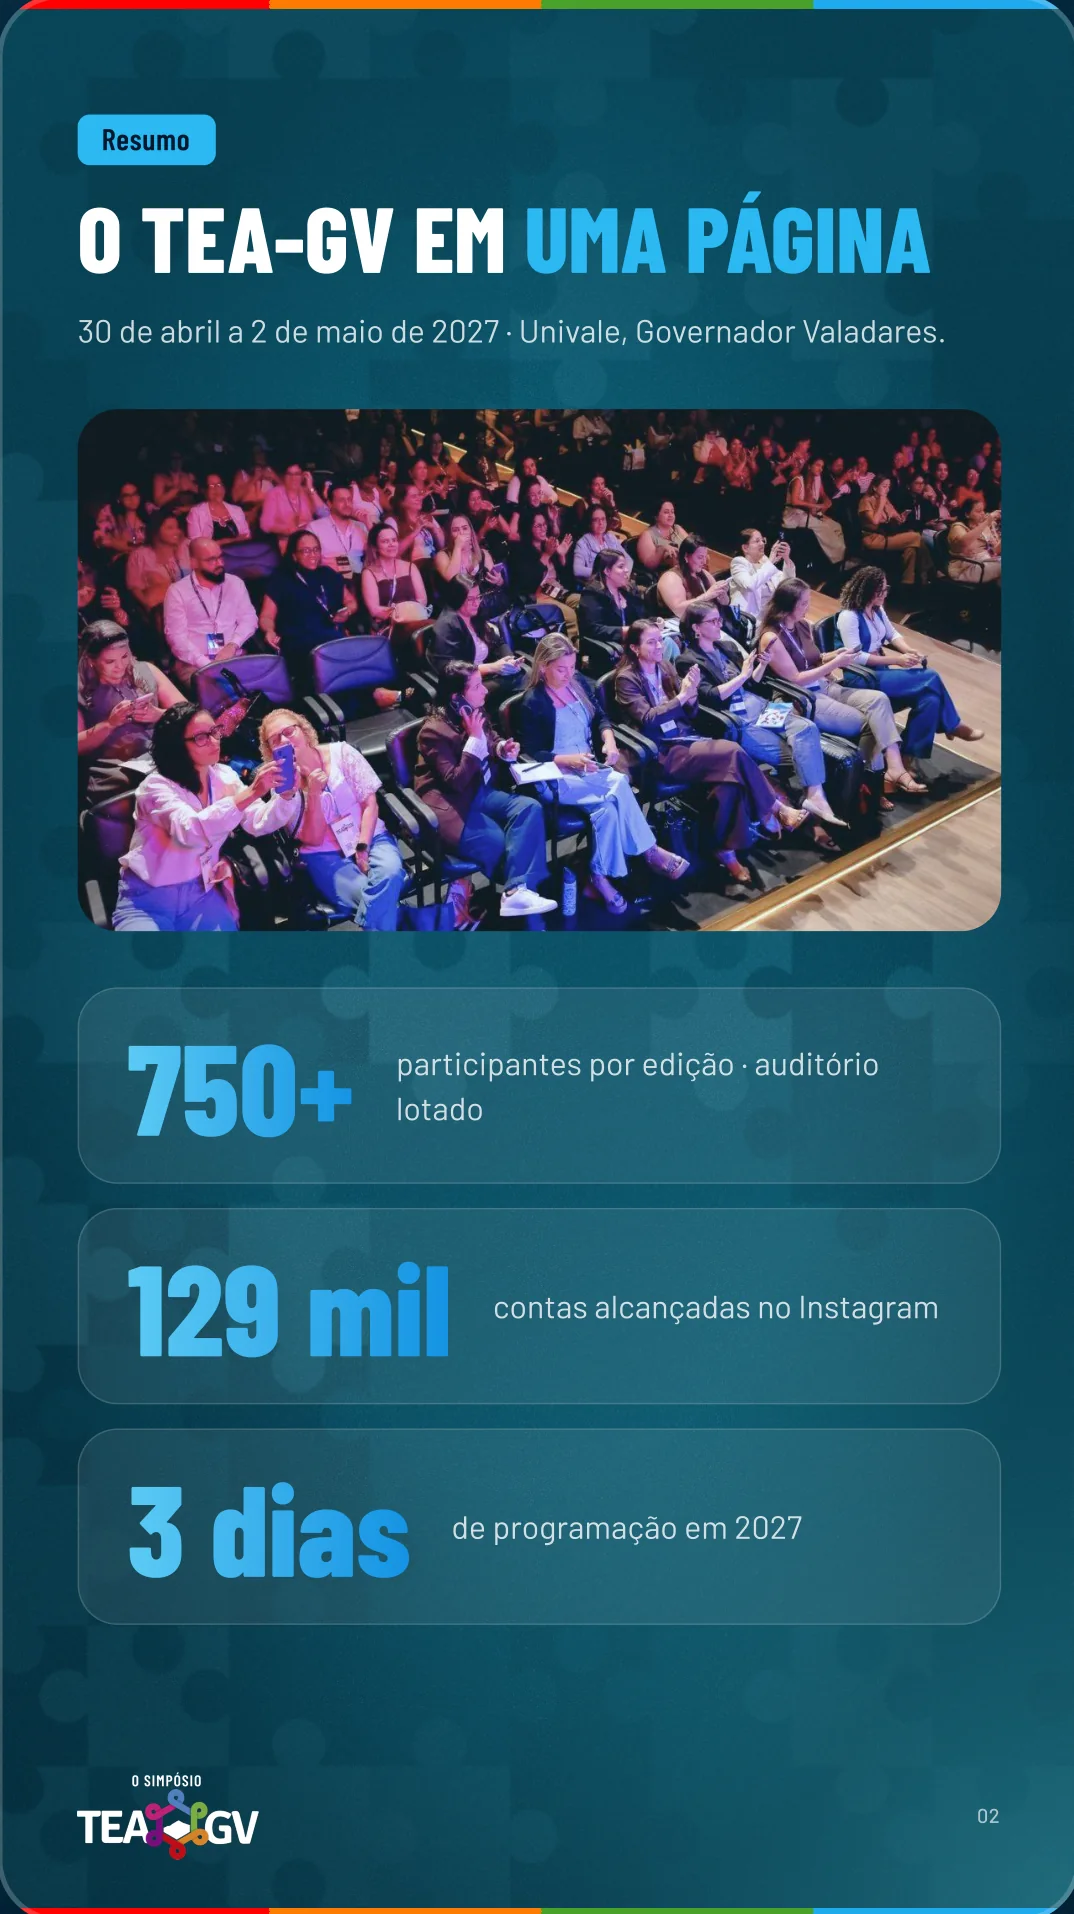 Resumo
O TEA-GV EM UMA PÁGINA
30 de abril a 2 de maio de 2027 · Univale, Governador Valadares.
750+
participantes por edição · auditório
lotado
129 mil
contas alcançadas no Instagram
3 dias
de programação em 2027
O SIMPÓSIO
TEA GV
02